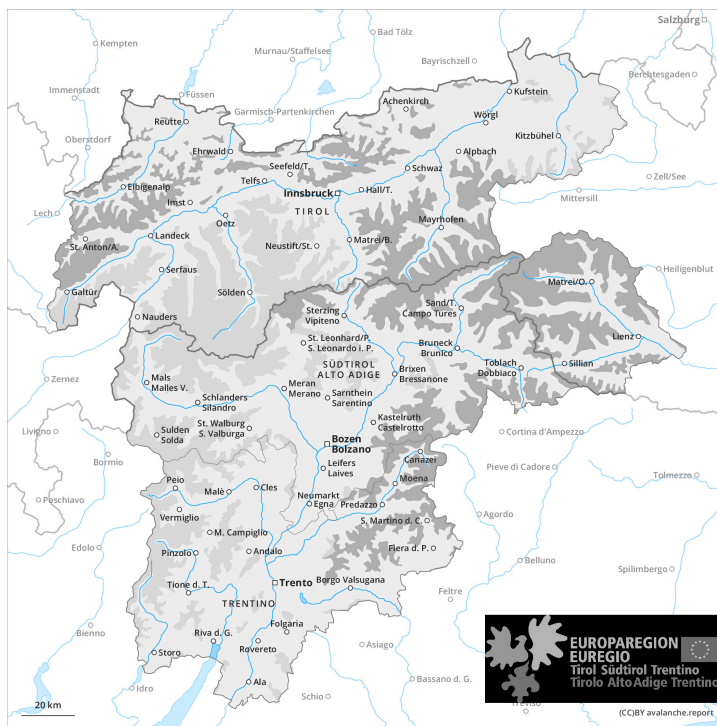 Salzburg
Kempten
Bad Tölz
Murnau/Staffelsee
Bayrischzell
Berchtesgaden
Immenstadt
Füssen
Kufstein
Achenkirch
Garmisch-Partenkirchen
Reutte
Wörgl
Oberstdorf
Kitzbühel
Ehrwald
Alpbach
Seefeld/T.
Schwaz
Zell/See
Telfs
Elbigenalp
Innsbruck
Hall/T.
Mittersill
Imst
Lech
TIROL
Oetz
Mayrhofen
St. Anton/A.
Landeck
Neustift/St.
Matrei/B.
Serfaus
Heiligenblut
Matrei/O.
Galtür
Sölden
Nauders
Sterzing
Vipiteno
Sand/T.
Campo Tures
Lienz
St. Leonhard/P.
S. Leonardo i. P.
Bruneck
Brunico
Toblach
Dobbiaco
Sillian
SÜDTIROL
ALTO ADIGE
Brixen
Bressanone
Zernez
Mals
Malles V.
Meran
Merano
Schlanders
Silandro
Sarnthein
Sarentino
St. Walburg
S. Valburga
Kastelruth
Castelrotto
Livigno
Sulden
Solda
Bozen
Bolzano
Cortina d'Ampezzo
Bormio
Canazei
Leifers
Laives
Pieve di Cadore
Tolmezzo
Peio
Moena
Malè
Cles
Poschiavo
Neumarkt
Egna
Predazzo
Vermiglio
Agordo
S. Martino d. C.
M. Campiglio
Edolo
Pinzolo
Andalo
Fiera d. P.
Belluno
Spilimbergo
Tione d. T.
Trento
Borgo Valsugana
Feltre
TRENTINO
Folgaria
Bienno
Riva d. G.
Rovereto
Asiago
Storo
Bassano d. G.
Ala
Idro
Schio
Treviso
EUROPAREGION
EUREGIO
Tirol Südtirol Trentino
Tirolo Alto Adige Trentino
20 km
(CC)BY avalanche.report